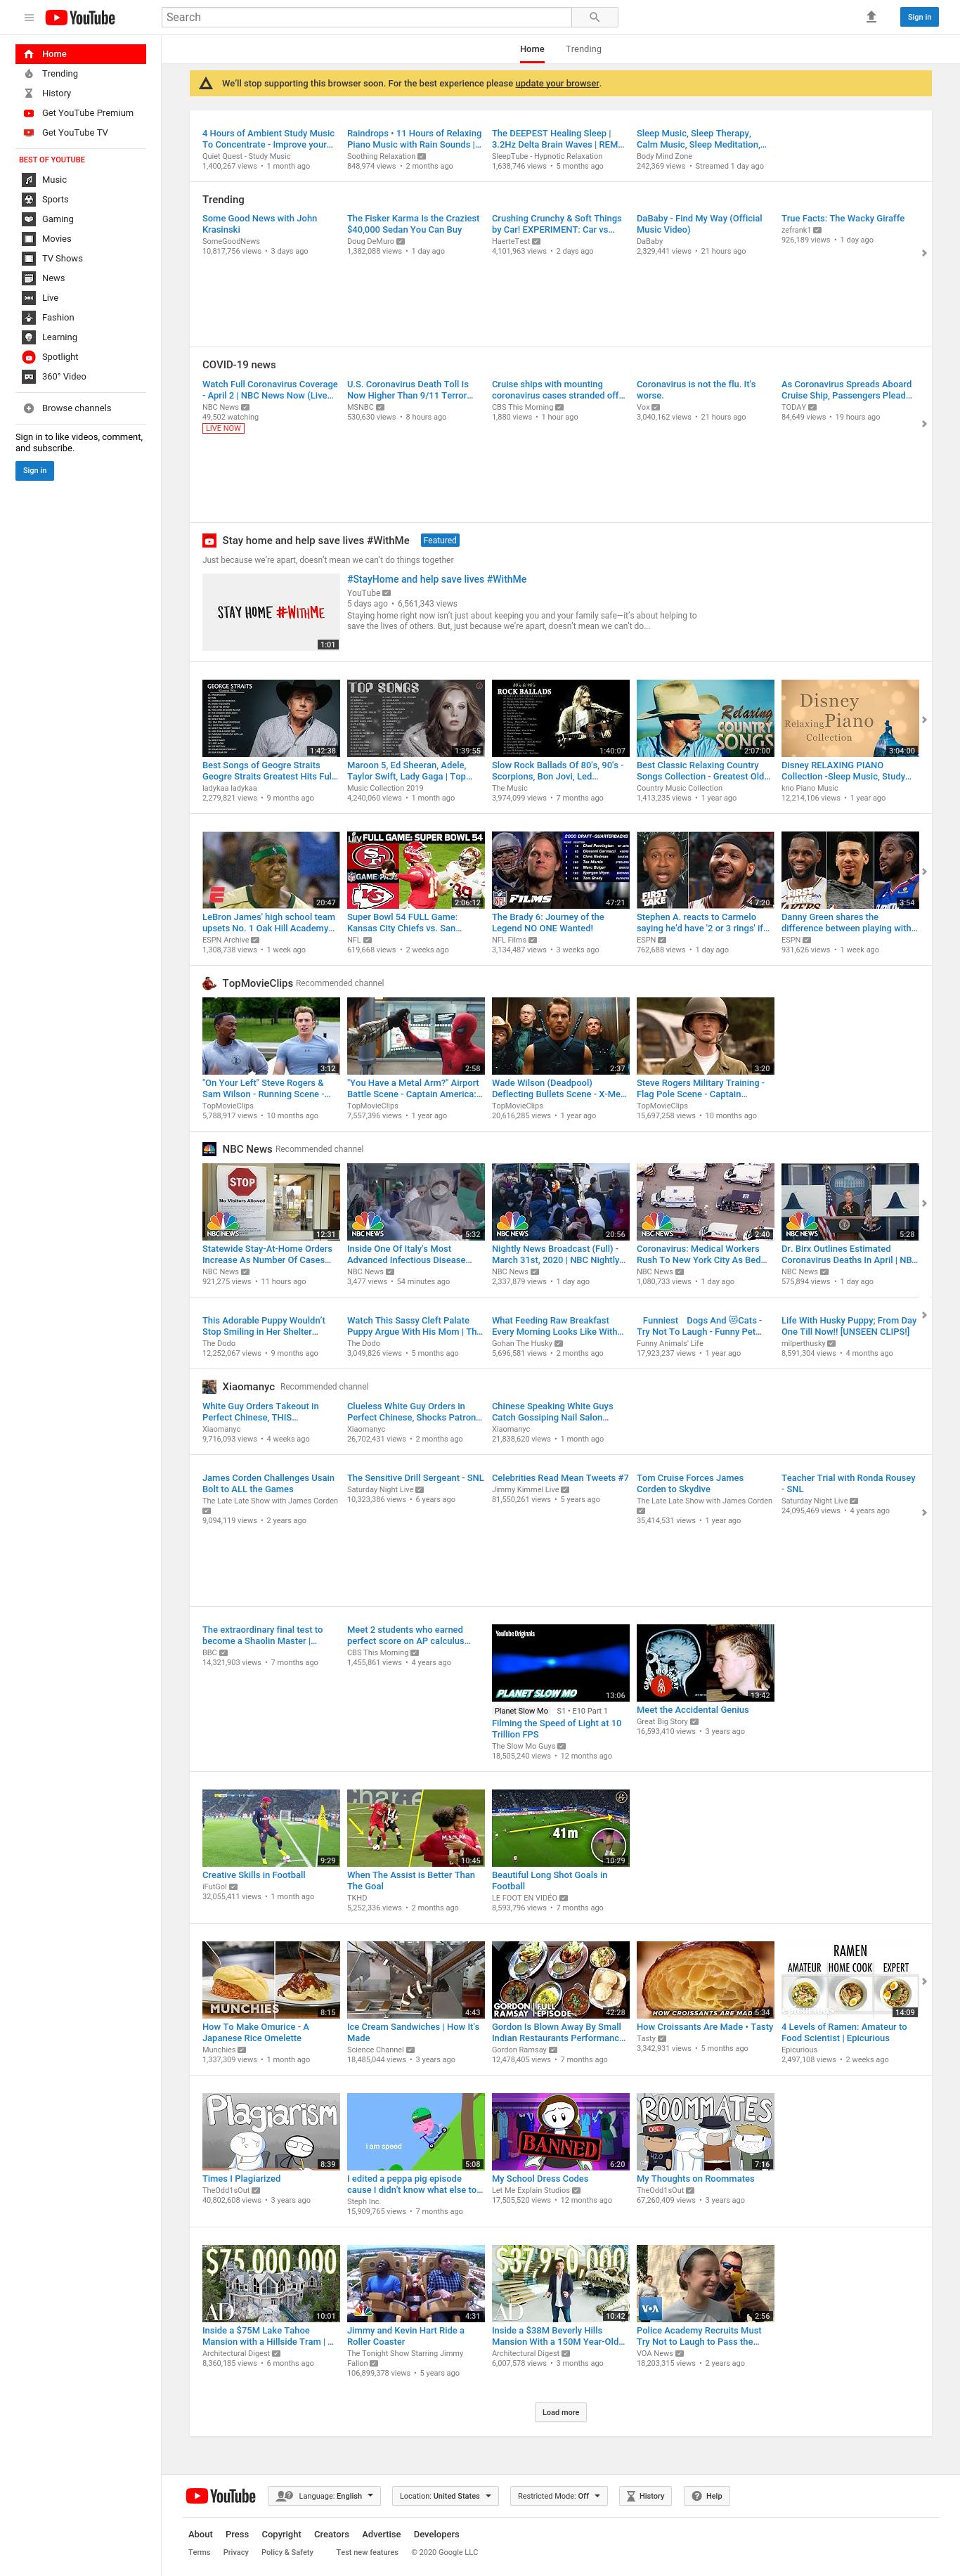 YouTube
Search
Sign in
Home
Trending
History
Get YouTube Premium
Get YouTube TV
BEST OF YOUTUBE
Music
Sports
Gaming
Movies
TV Shows
News
Live
Fashion
Learning
Spotlight
360° Video
Browse channels
Sign in to like videos, comment,
and subscribe.
Sign in
Home Trending
We'll stop supporting this browser soon. For the best experience please update your browser.
4 Hours of Ambient Study Music
To Concentrate - Improve your...
Quiet Quest - Study Music
1,400,267 views • 1 month ago
Raindrops • 11 Hours of Relaxing
Piano Music with Rain Sounds |...
Soothing Relaxation
848,974 views • 2 months ago
The DEEPEST Healing Sleep |
3.2Hz Delta Brain Waves | REM...
SleepTube - Hypnotic Relaxation
1,638,746 views • 5 months ago
Sleep Music, Sleep Therapy,
Calm Music, Sleep Meditation,...
Body Mind Zone
242,369 views • Streamed 1 day ago
Trending
Some Good News with John
Krasinski
SomeGoodNews
10,817,756 views • 3 days ago
The Fisker Karma Is the Craziest
$40,000 Sedan You Can Buy
Doug DeMuro
1,382,088 views • 1 day ago
Crushing Crunchy & Soft Things
by Car! EXPERIMENT: Car vs...
HaerteTest
4,101,963 views • 2 days ago
DaBaby - Find My Way (Official
Music Video)
DaBaby
2,329,441 views • 21 hours ago
True Facts: The Wacky Giraffe
zefrank1
926,189 views • 1 day ago
COVID-19 news
Watch Full Coronavirus Coverage
- April 2 | NBC News Now (Live...
NBC News
49,502 watching
LIVE NOW
U.S. Coronavirus Death Toll Is
Now Higher Than 9/11 Terror...
MSNBC
530,630 views • 8 hours ago
Cruise ships with mounting
coronavirus cases stranded off...
CBS This Morning
1,880 views • 1 hour ago
Coronavirus is not the flu. It's
worse.
Vox
3,040,162 views • 21 hours ago
As Coronavirus Spreads Aboard
Cruise Ship, Passengers Plead...
TODAY
84,649 views • 19 hours ago
Stay home and help save lives #WithMe Featured
Just because we're apart, doesn't mean we can't do things together
STAY HOME #WITHME
1:01
#StayHome and help save lives #WithMe
YouTube
5 days ago • 6,561,343 views
Staying home right now isn't just about keeping you and your family safe—it's about helping to
save the lives of others. But, just because we're apart, doesn't mean we can't do...
GEORGE STRAITS
1:42:38
Best Songs of Geogre Straits
Geogre Straits Greatest Hits Ful...
ladykaa ladykaa
2,279,821 views • 9 months ago
TOP SONGS
1:39:55
Maroon 5, Ed Sheeran, Adele,
Taylor Swift, Lady Gaga | Top...
Music Collection 2019
4,240,060 views • 1 month ago
80's & 90's
ROCK BALLADS
1:40:07
Slow Rock Ballads Of 80's, 90's -
Scorpions, Bon Jovi, Led...
The Music
3,974,099 views • 7 months ago
Relaxing
COUNTRY
SONGS
2:07:00
Best Classic Relaxing Country
Songs Collection - Greatest Old...
Country Music Collection
1,413,235 views • 1 year ago
Disney
Relaxing Piano
Collection
3:04:00
Disney RELAXING PIANO
Collection -Sleep Music, Study...
kno Piano Music
12,214,106 views • 1 year ago
20:47
LeBron James' high school team
upsets No. 1 Oak Hill Academy...
ESPN Archive
1,308,738 views • 1 week ago
LIV FULL GAME: SUPER BOWL 54
GAME PASS
2:06:12
Super Bowl 54 FULL Game:
Kansas City Chiefs vs. San...
NFL
619,668 views • 2 weeks ago
2000 DRAFT - QUARTERBACKS
FILMS
47:21
The Brady 6: Journey of the
Legend NO ONE Wanted!
NFL Films
3,134,487 views • 3 weeks ago
FIRST TAKE
7:20
Stephen A. reacts to Carmelo
saying he'd have '2 or 3 rings' if...
ESPN
762,688 views • 1 day ago
FIRST TAKE
3:54
Danny Green shares the
difference between playing with...
ESPN
931,626 views • 1 week ago
TopMovieClips Recommended channel
3:12
"On Your Left" Steve Rogers &
Sam Wilson - Running Scene -...
TopMovieClips
5,788,917 views • 10 months ago
2:58
"You Have a Metal Arm?" Airport
Battle Scene - Captain America:...
TopMovieClips
7,557,396 views • 1 year ago
2:37
Wade Wilson (Deadpool)
Deflecting Bullets Scene - X-Me...
TopMovieClips
20,616,285 views • 1 year ago
3:20
Steve Rogers Military Training -
Flag Pole Scene - Captain...
TopMovieClips
15,697,258 views • 10 months ago
NBC News Recommended channel
STOP
No Visitors Allowed
NBC NEWS
12:31
Statewide Stay-At-Home Orders
Increase As Number Of Cases...
NBC News
921,275 views • 11 hours ago
NBC NEWS
5:32
Inside One Of Italy's Most
Advanced Infectious Disease...
NBC News
3,477 views • 54 minutes ago
NBC NEWS
20:56
Nightly News Broadcast (Full) -
March 31st, 2020 | NBC Nightly...
NBC News
2,337,879 views • 1 day ago
NBC NEWS
2:40
Coronavirus: Medical Workers
Rush To New York City As Bed...
NBC News
1,080,733 views • 1 day ago
NBC NEWS
5:28
Dr. Birx Outlines Estimated
Coronavirus Deaths In April | NB...
NBC News
575,894 views • 1 day ago
This Adorable Puppy Wouldn't
Stop Smiling in Her Shelter...
The Dodo
12,252,067 views • 9 months ago
Watch This Sassy Cleft Palate
Puppy Argue With His Mom | Th...
The Dodo
3,049,826 views • 5 months ago
What Feeding Raw Breakfast
Every Morning Looks Like With...
Gohan The Husky
5,696,581 views • 2 months ago
Funniest Dogs And 😻Cats -
Try Not To Laugh - Funny Pet...
Funny Animals' Life
17,923,237 views • 1 year ago
Life With Husky Puppy; From Day
One Till Now!! [UNSEEN CLIPS!]
milperthusky
8,591,304 views • 4 months ago
Xiaomanyc Recommended channel
White Guy Orders Takeout in
Perfect Chinese, THIS...
Xiaomanyc
9,716,093 views • 4 weeks ago
Clueless White Guy Orders in
Perfect Chinese, Shocks Patron...
Xiaomanyc
26,702,431 views • 2 months ago
Chinese Speaking White Guys
Catch Gossiping Nail Salon...
Xiaomanyc
21,838,620 views • 1 month ago
James Corden Challenges Usain
Bolt to ALL the Games
The Late Late Show with James Corden
9,094,119 views • 2 years ago
The Sensitive Drill Sergeant - SNL
Saturday Night Live
10,323,386 views • 6 years ago
Celebrities Read Mean Tweets #7
Jimmy Kimmel Live
81,550,261 views • 5 years ago
Tom Cruise Forces James
Corden to Skydive
The Late Late Show with James Corden
35,414,531 views • 1 year ago
Teacher Trial with Ronda Rousey
- SNL
Saturday Night Live
24,095,469 views • 4 years ago
The extraordinary final test to
become a Shaolin Master |...
BBC
14,321,903 views • 7 months ago
Meet 2 students who earned
perfect score on AP calculus...
CBS This Morning
1,455,861 views • 4 years ago
YouTube Originals
PLANET SLOW MO
13:06
Planet Slow Mo S1 • E10 Part 1
Filming the Speed of Light at 10
Trillion FPS
The Slow Mo Guys
18,505,240 views • 12 months ago
13:42
Meet the Accidental Genius
Great Big Story
16,593,410 views • 3 years ago
9:29
Creative Skills in Football
iFutGol
32,055,411 views • 1 month ago
10:45
When The Assist is Better Than
The Goal
TKHD
5,252,336 views • 2 months ago
41m
10:29
Beautiful Long Shot Goals in
Football
LE FOOT EN VIDÉO
8,593,796 views • 7 months ago
MUNCHIES
8:15
How To Make Omurice - A
Japanese Rice Omelette
Munchies
1,337,309 views • 1 month ago
4:43
Ice Cream Sandwiches | How It's
Made
Science Channel
18,485,044 views • 3 years ago
GORDON RAMSAY | FULL EPISODE
42:28
Gordon Is Blown Away By Small
Indian Restaurants Performanc...
Gordon Ramsay
12,478,405 views • 7 months ago
HOW CROISSANTS ARE MAD
5:34
How Croissants Are Made • Tasty
Tasty
3,342,931 views • 5 months ago
RAMEN
AMATEUR HOME COOK EXPERT
14:09
4 Levels of Ramen: Amateur to
Food Scientist | Epicurious
Epicurious
2,497,108 views • 2 weeks ago
Plagiarism
8:39
Times I Plagiarized
TheOdd1sOut
40,802,608 views • 3 years ago
i am speed
5:08
I edited a peppa pig episode
cause I didn't know what else to...
Steph Inc.
15,909,765 views • 7 months ago
BANNED
6:20
My School Dress Codes
Let Me Explain Studios
17,505,520 views • 12 months ago
ROOMMATES
OBEY
7:16
My Thoughts on Roommates
TheOdd1sOut
67,260,409 views • 3 years ago
$75,000,000
AD
10:01
Inside a $75M Lake Tahoe
Mansion with a Hillside Tram | ...
Architectural Digest
8,360,185 views • 6 months ago
4:31
Jimmy and Kevin Hart Ride a
Roller Coaster
The Tonight Show Starring Jimmy
Fallon
106,899,378 views • 5 years ago
$37,950,000
AD
10:42
Inside a $38M Beverly Hills
Mansion With a 150M Year-Old...
Architectural Digest
6,007,578 views • 3 months ago
VOA
2:56
Police Academy Recruits Must
Try Not to Laugh to Pass the...
VOA News
18,203,315 views • 2 years ago
Load more
YouTube
Language: English
Location: United States
Restricted Mode: Off
History
Help
About Press Copyright Creators Advertise Developers
Terms Privacy Policy & Safety Test new features © 2020 Google LLC